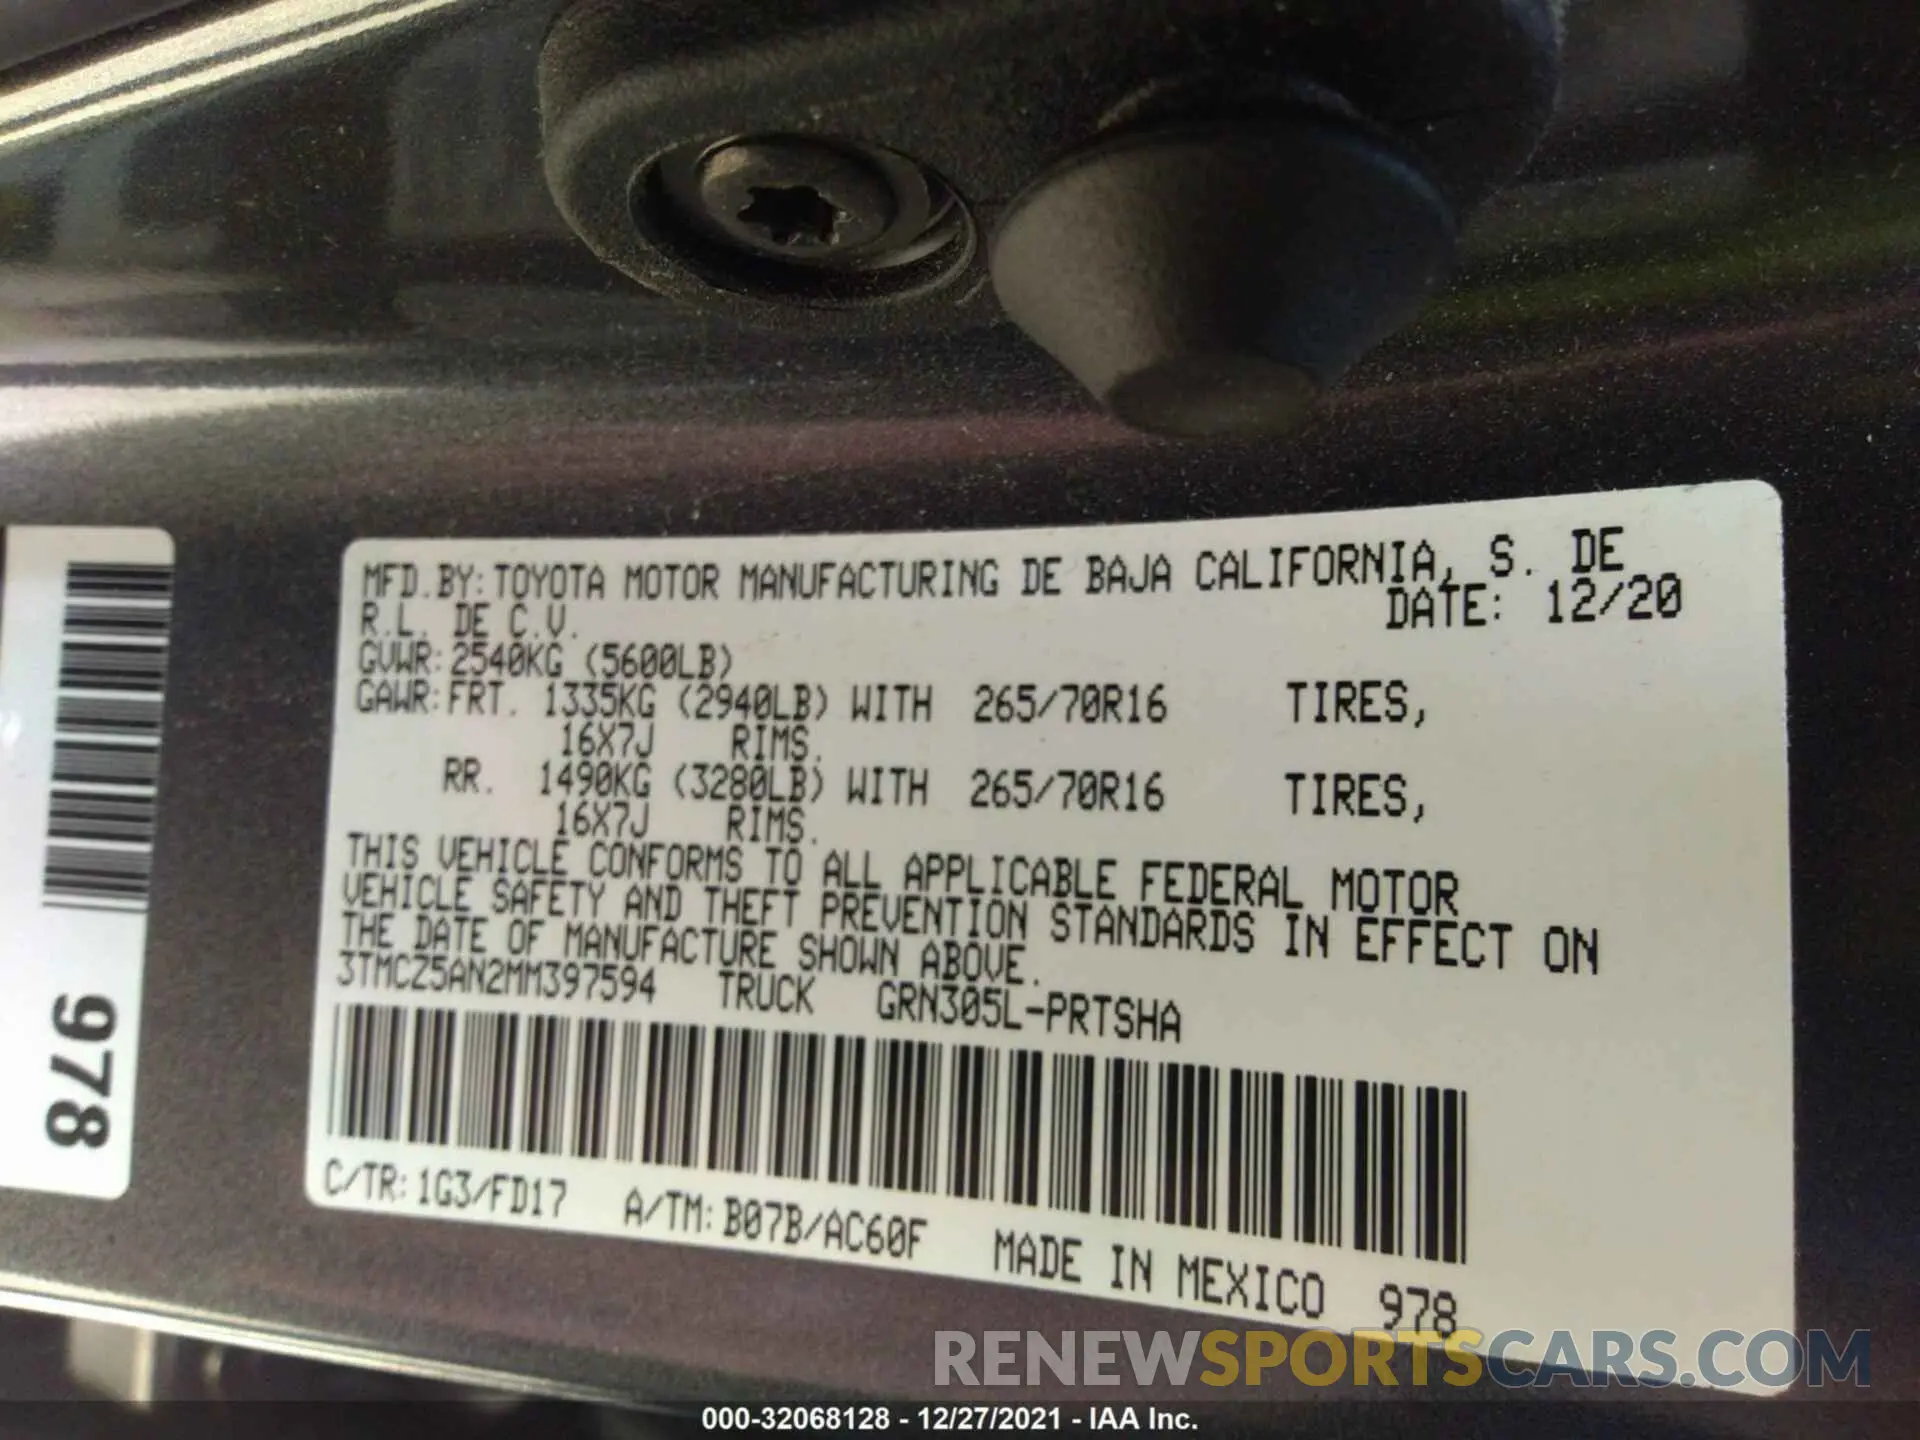 MFD.BY:TOYOTA MOTOR MANUFACTURING DE BAJA CALIFORNIA, S. DE
R.L. DE C.V. DATE: 12/20
GVWR:2540KG (5600LB)
GAWR:FRT. 1335KG (2940LB) WITH 265/70R16 TIRES,
16X7J RIMS.
RR. 1490KG (3280LB) WITH 265/70R16 TIRES,
16X7J RIMS.
THIS VEHICLE CONFORMS TO ALL APPLICABLE FEDERAL MOTOR
VEHICLE SAFETY AND THEFT PREVENTION STANDARDS IN EFFECT ON
THE DATE OF MANUFACTURE SHOWN ABOVE.
3TMCZ5AN2MM397594 TRUCK GRN305L-PRTSHA
C/TR:1G3/FD17 A/TM:B07B/AC60F MADE IN MEXICO 978
978
RENEWSPORTSCARS.COM
000-32068128 - 12/27/2021 - IAA Inc.